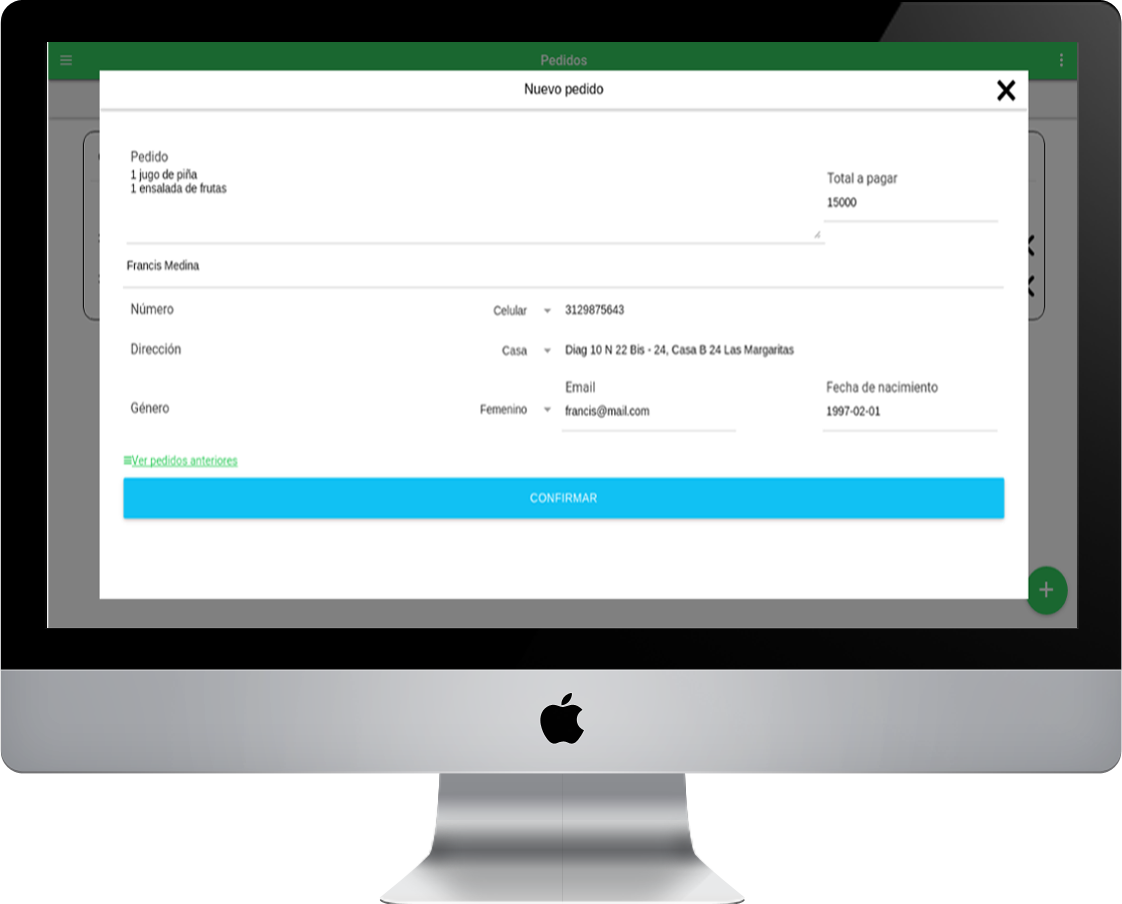 Pedidos
Nuevo pedido
Pedido
1 jugo de piña
1 ensalada de frutas
Total a pagar
15000
Francis Medina
Número Celular 3129875643
Dirección Casa Diag 10 N 22 Bis - 24, Casa B 24 Las Margaritas
Email Fecha de nacimiento
Género Femenino francis@mail.com 1997-02-01
Ver pedidos anteriores
CONFIRMAR